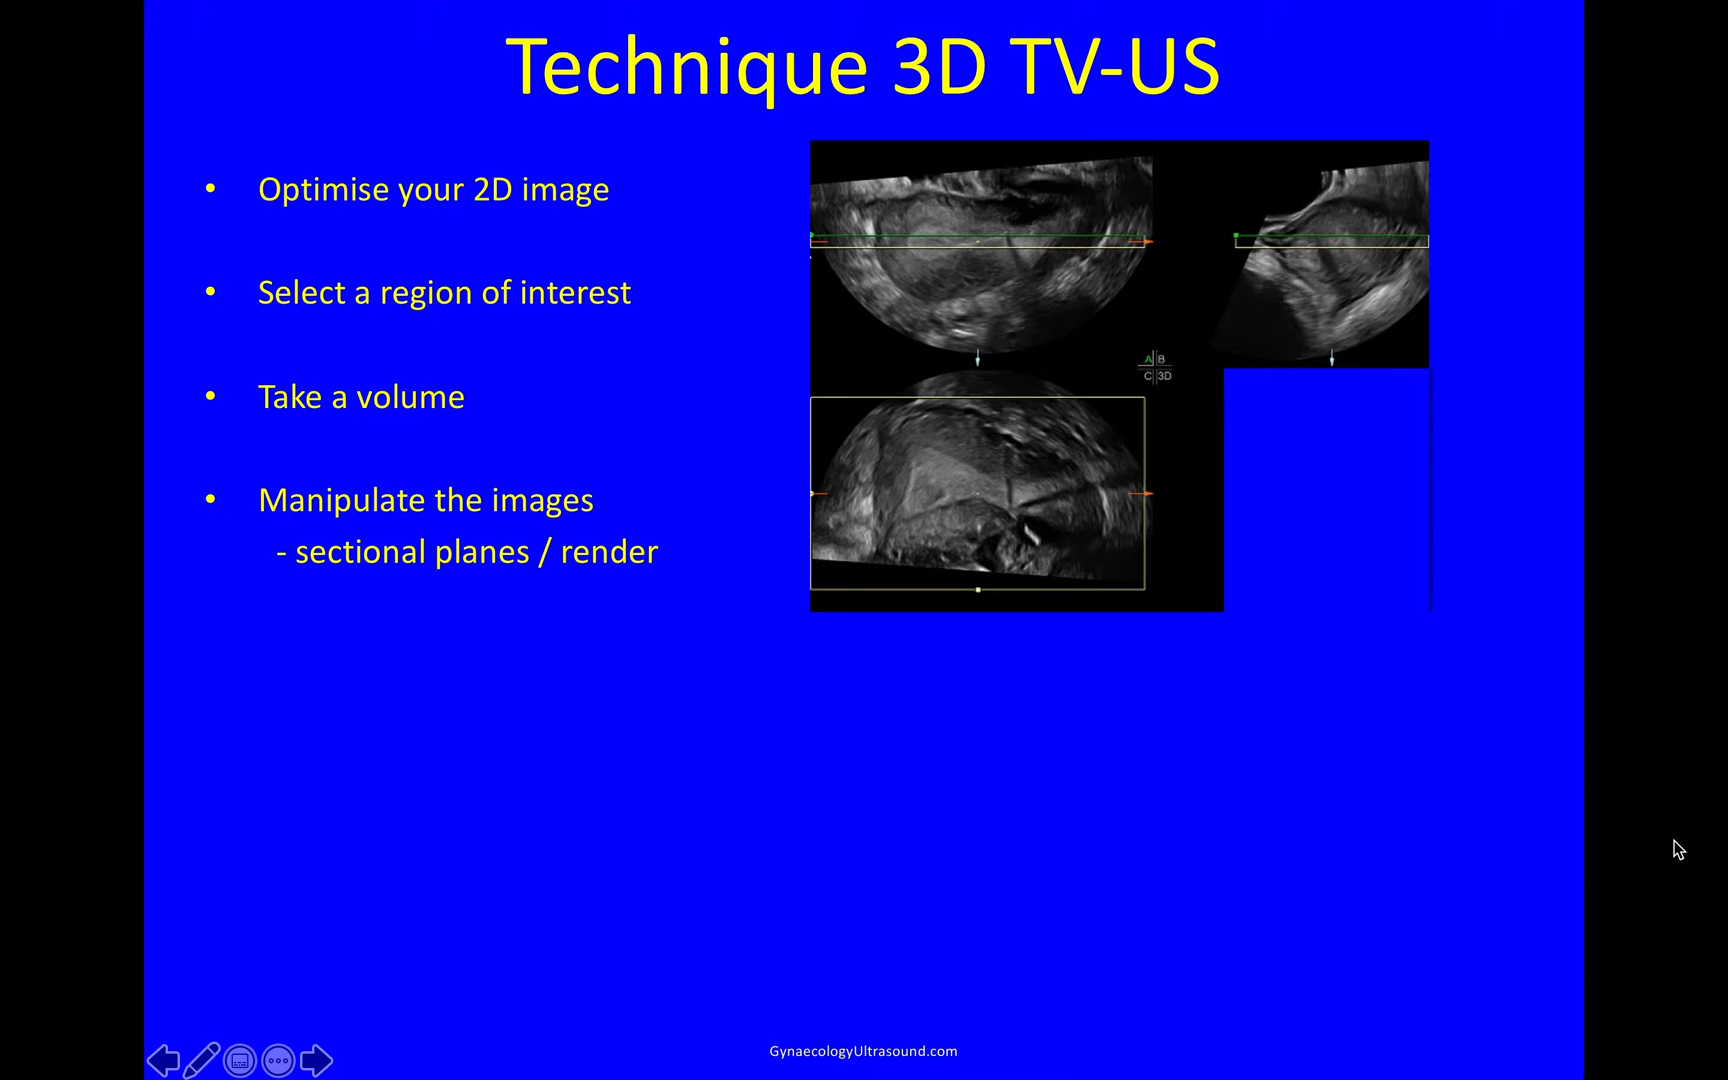 Technique 3D TV-US
• Optimise your 2D image
• Select a region of interest
• Take a volume
• Manipulate the images
- sectional planes / render
A B
C 3D
GynaecologyUltrasound.com